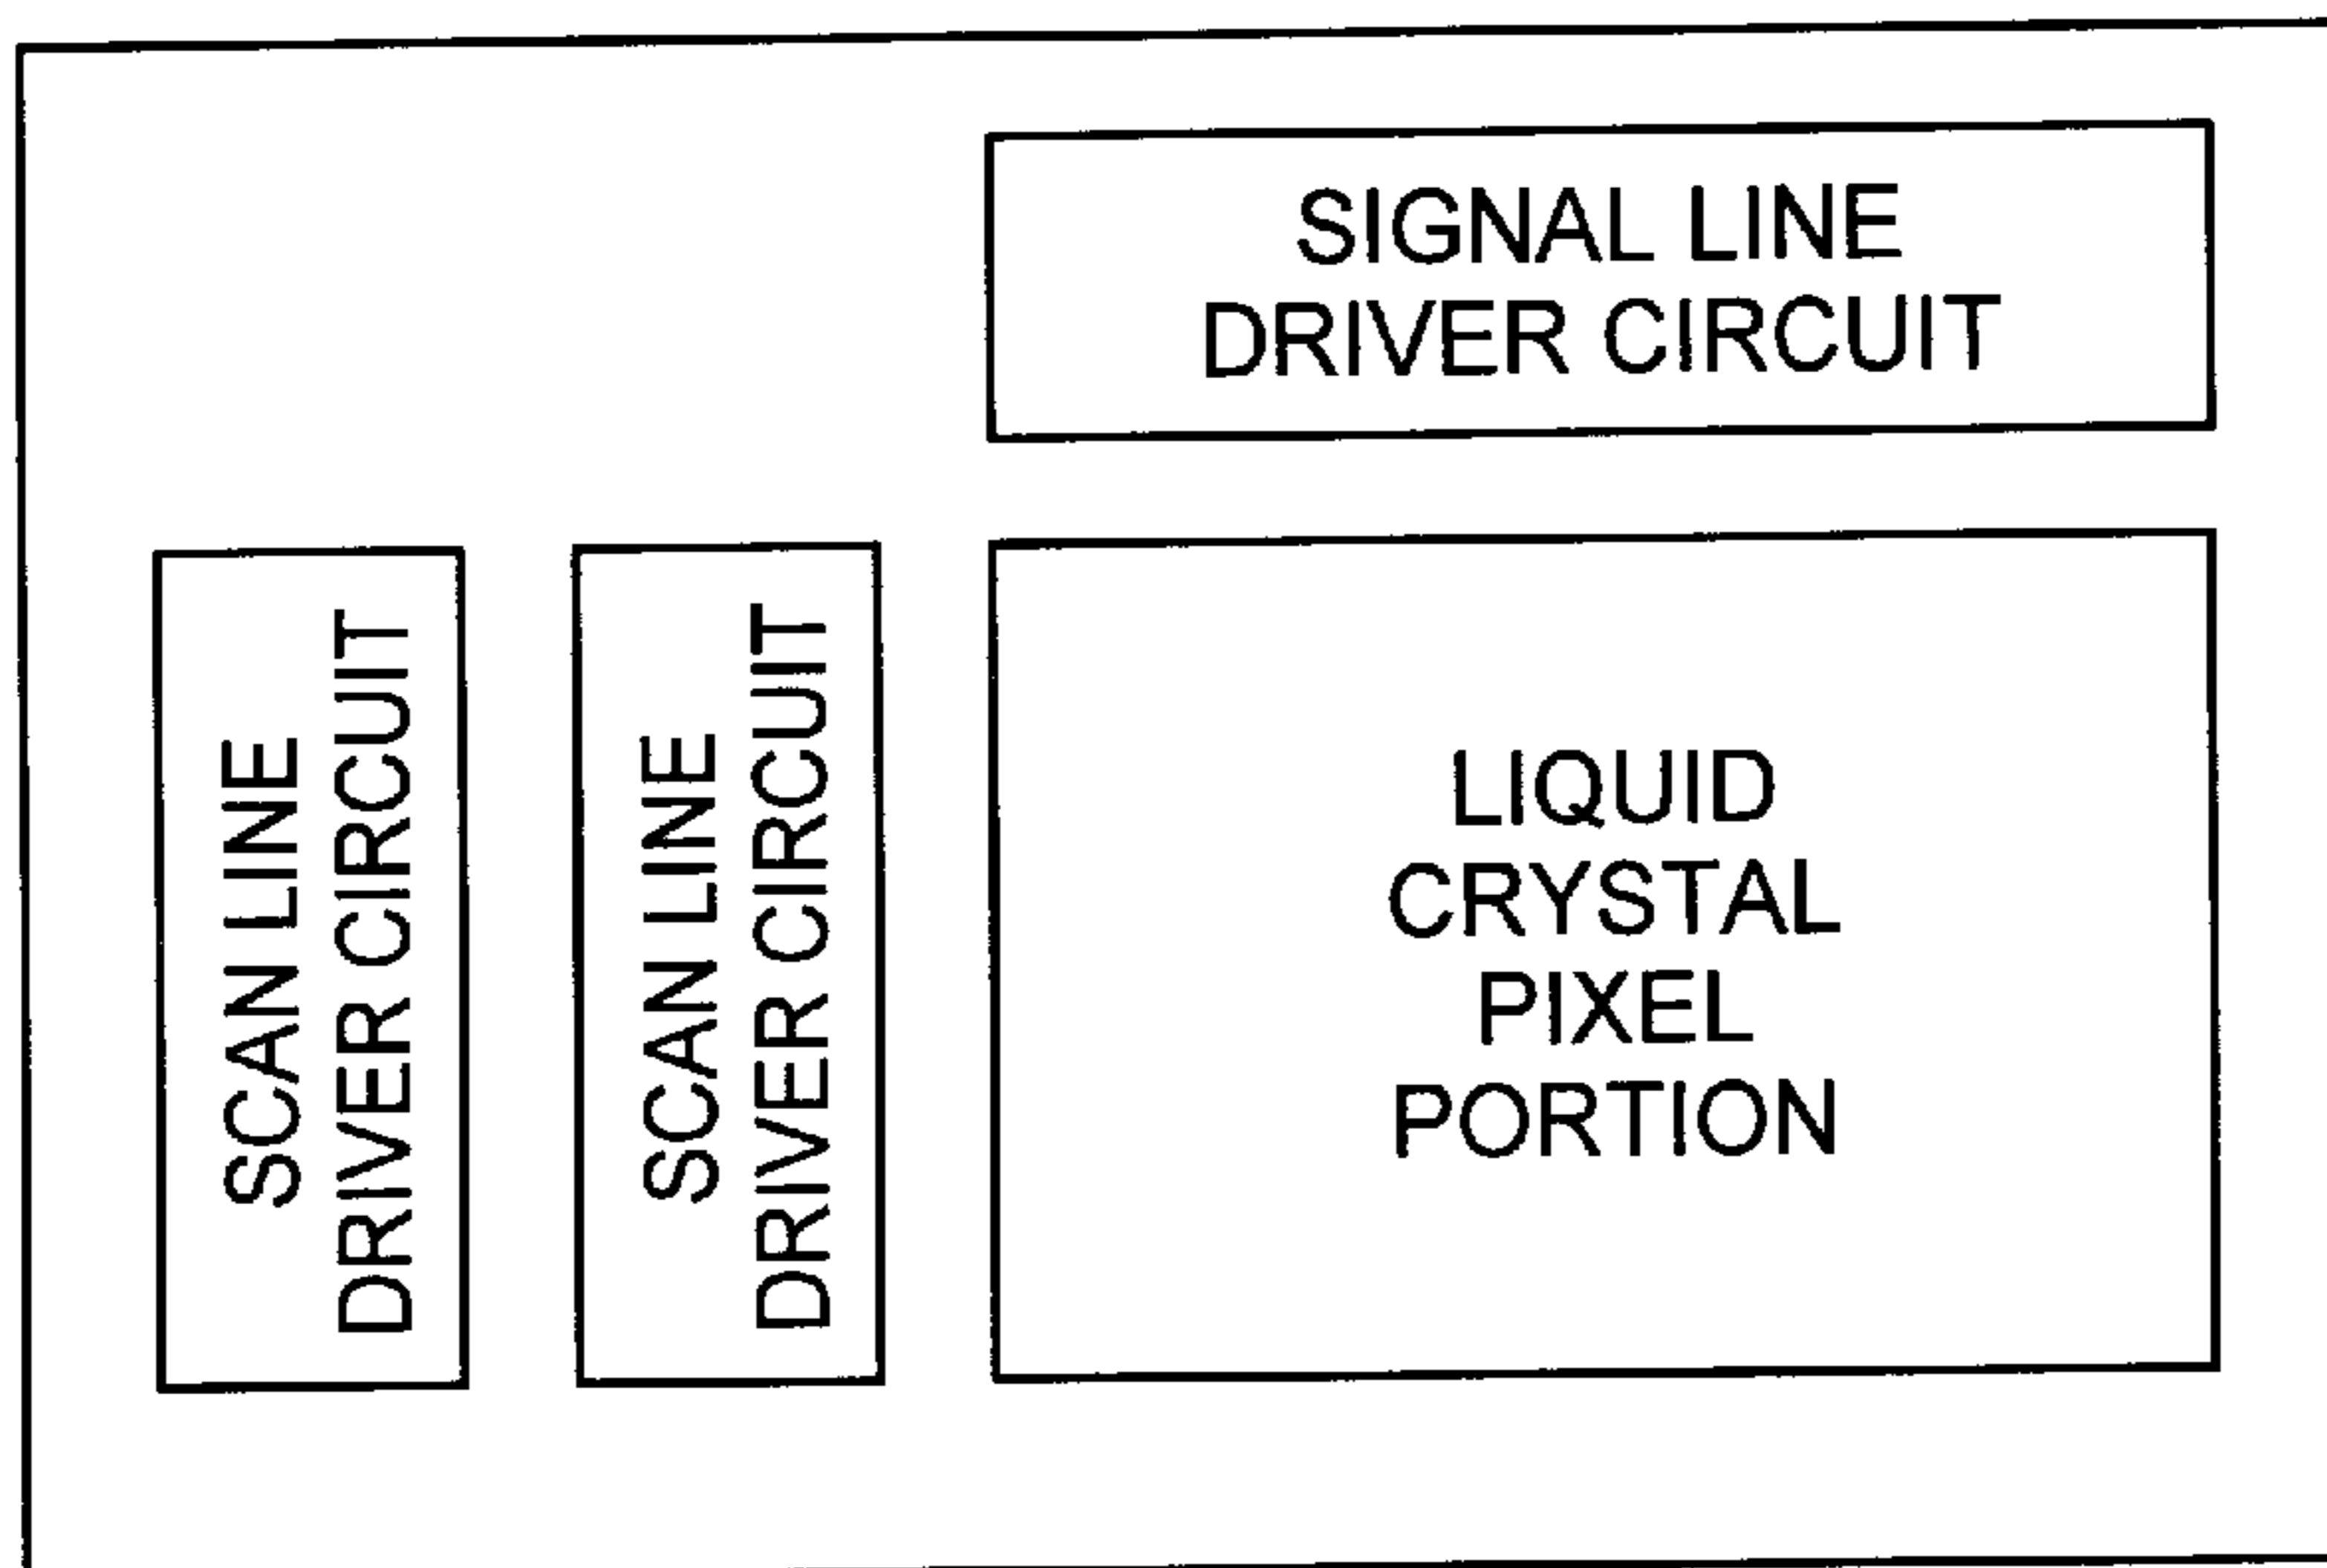 SIGNAL LINE
DRIVER CIRCUIT
SCAN LINE
DRIVER CIRCUIT
SCAN LINE
DRIVER CIRCUIT
LIQUID
CRYSTAL
PIXEL
PORTION